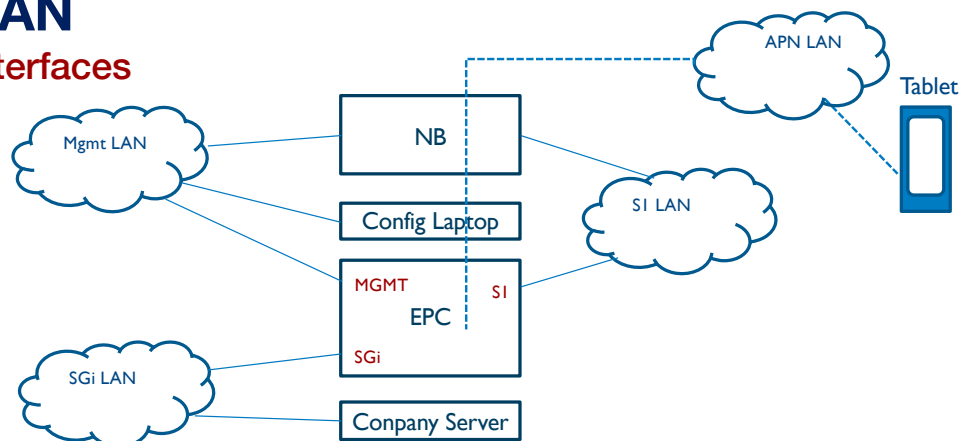 AN
terfaces
APN LAN
Tablet
Mgmt LAN
NB
S1 LAN
Config Laptop
MGMT
S1
EPC
SGi
SGi LAN
Conpany Server